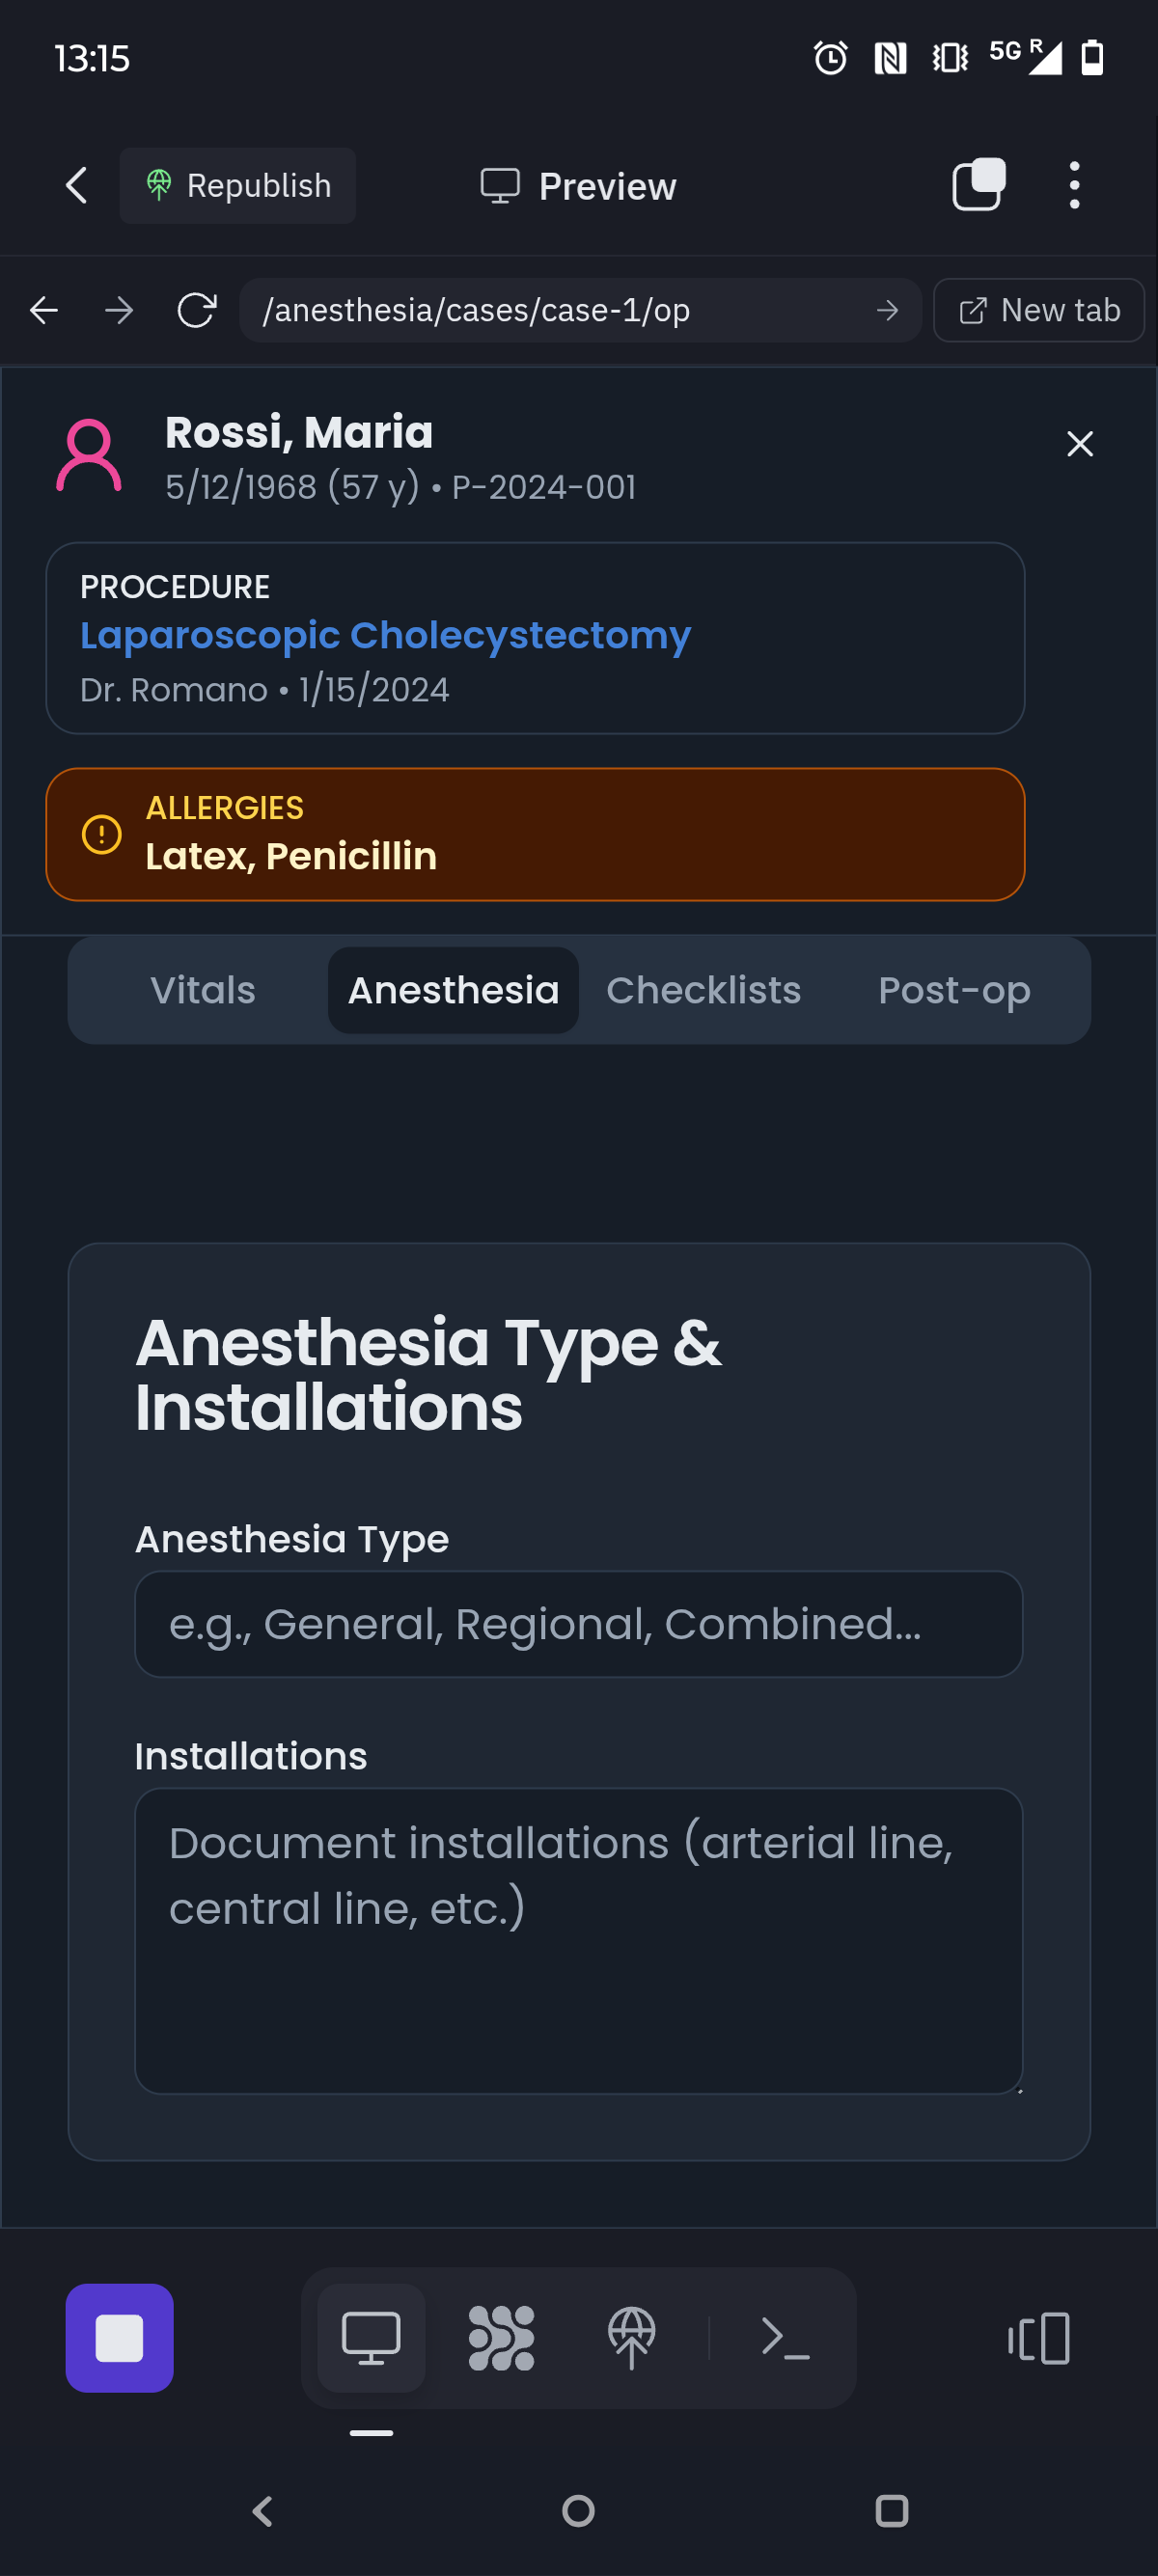 13:15
5G R
Republish
Preview
/anesthesia/cases/case-1/op
New tab
Rossi, Maria
5/12/1968 (57 y) • P-2024-001
PROCEDURE
Laparoscopic Cholecystectomy
Dr. Romano • 1/15/2024
ALLERGIES
Latex, Penicillin
Vitals Anesthesia Checklists Post-op
Anesthesia Type &
Installations
Anesthesia Type
e.g., General, Regional, Combined...
Installations
Document installations (arterial line,
central line, etc.)